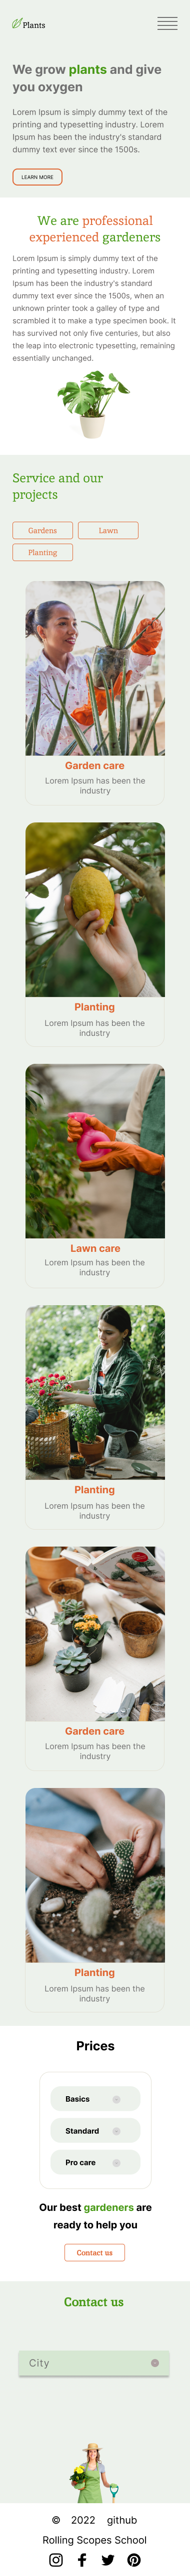 Plants
We grow plants and give
you oxygen
Lorem Ipsum is simply dummy text of the
printing and typesetting industry. Lorem
Ipsum has been the industry's standard
dummy text ever since the 1500s.
LEARN MORE
We are professional
experienced gardeners
Lorem Ipsum is simply dummy text of the
printing and typesetting industry. Lorem
Ipsum has been the industry's standard
dummy text ever since the 1500s, when an
unknown printer took a galley of type and
scrambled it to make a type specimen book. It
has survived not only five centuries, but also
the leap into electronic typesetting, remaining
essentially unchanged.
Service and our
projects
Gardens Lawn
Planting
Garden care
Lorem Ipsum has been the
industry
Planting
Lorem Ipsum has been the
industry
Lawn care
Lorem Ipsum has been the
industry
Planting
Lorem Ipsum has been the
industry
Garden care
Lorem Ipsum has been the
industry
Planting
Lorem Ipsum has been the
industry
Prices
Basics
Standard
Pro care
Our best gardeners are
ready to help you
Contact us
Contact us
City
© 2022 github
Rolling Scopes School